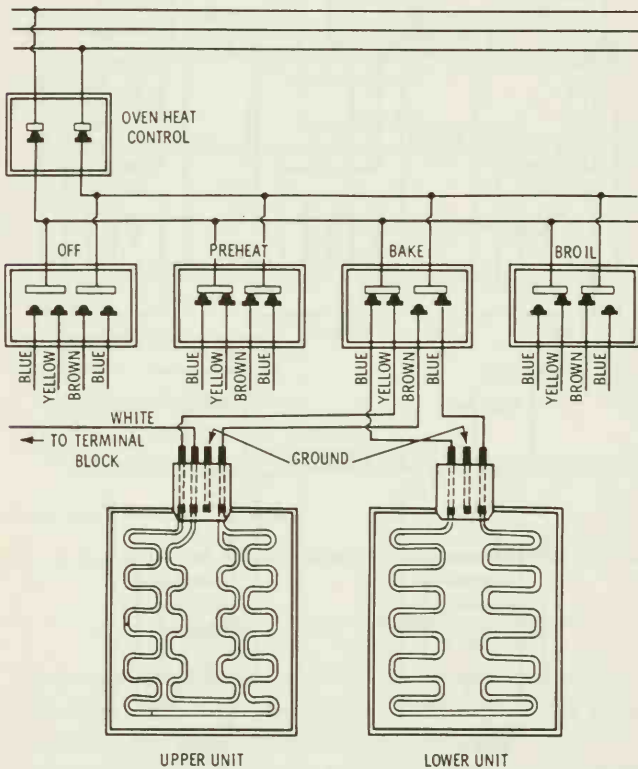 OVEN HEAT
CONTROL
OFF
PREHEAT
BAKE
BROIL
BLUE
YELLOW
BROWN
BLUE
BLUE
YELLOW
BROWN
BLUE
BLUE
YELLOW
BROWN
BLUE
BLUE
YELLOW
BROWN
BLUE
WHITE
← TO TERMINAL
BLOCK
GROUND
UPPER UNIT
LOWER UNIT